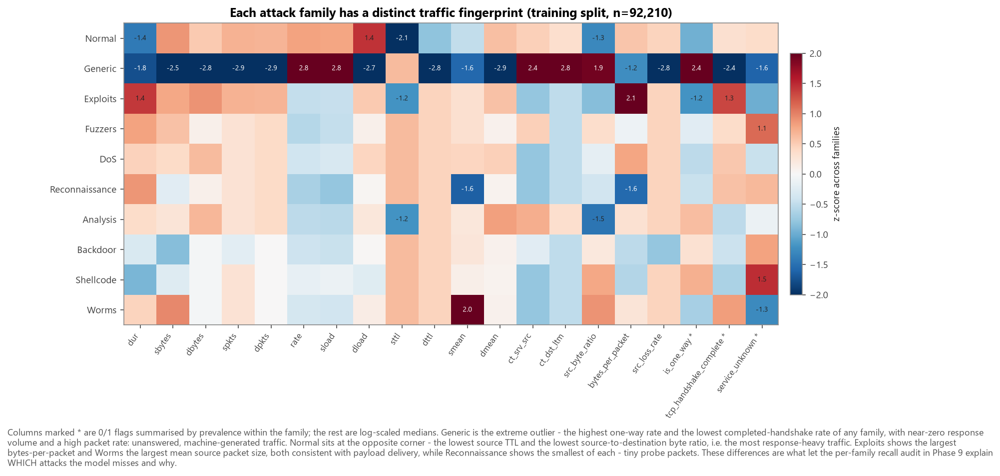 Each attack family has a distinct traffic fingerprint (training split, n=92,210)
Normal -1.4 1.4 -2.1 -1.3
Generic -1.8 -2.5 -2.8 -2.9 -2.9 2.8 2.8 -2.7 -2.8 -1.6 -2.9 2.4 2.8 1.9 -1.2 -2.8 2.4 -2.4 -1.6
Exploits 1.4 -1.2 2.1 -1.2 1.3
Fuzzers 1.1
DoS
Reconnaissance -1.6 -1.6
Analysis -1.2 -1.5
Backdoor
Shellcode 1.5
Worms 2.0 -1.3
dur
sbytes
dbytes
spkts
dpkts
rate
sload
dload
sttl
dttl
smean
dmean
ct_srv_src
ct_dst_ltm
src_byte_ratio
bytes_per_packet
src_loss_rate
is_one_way *
tcp_handshake_complete *
service_unknown *
2.0
1.5
1.0
0.5
0.0
−0.5
−1.0
−1.5
−2.0
z-score across families
Columns marked * are 0/1 flags summarised by prevalence within the family; the rest are log-scaled medians. Generic is the extreme outlier - the highest one-way rate and the lowest completed-handshake rate of any family, with near-zero response
volume and a high packet rate: unanswered, machine-generated traffic. Normal sits at the opposite corner - the lowest source TTL and the lowest source-to-destination byte ratio, i.e. the most response-heavy traffic. Exploits shows the largest
bytes-per-packet and Worms the largest mean source packet size, both consistent with payload delivery, while Reconnaissance shows the smallest of each - tiny probe packets. These differences are what let the per-family recall audit in Phase 9 explain
WHICH attacks the model misses and why.